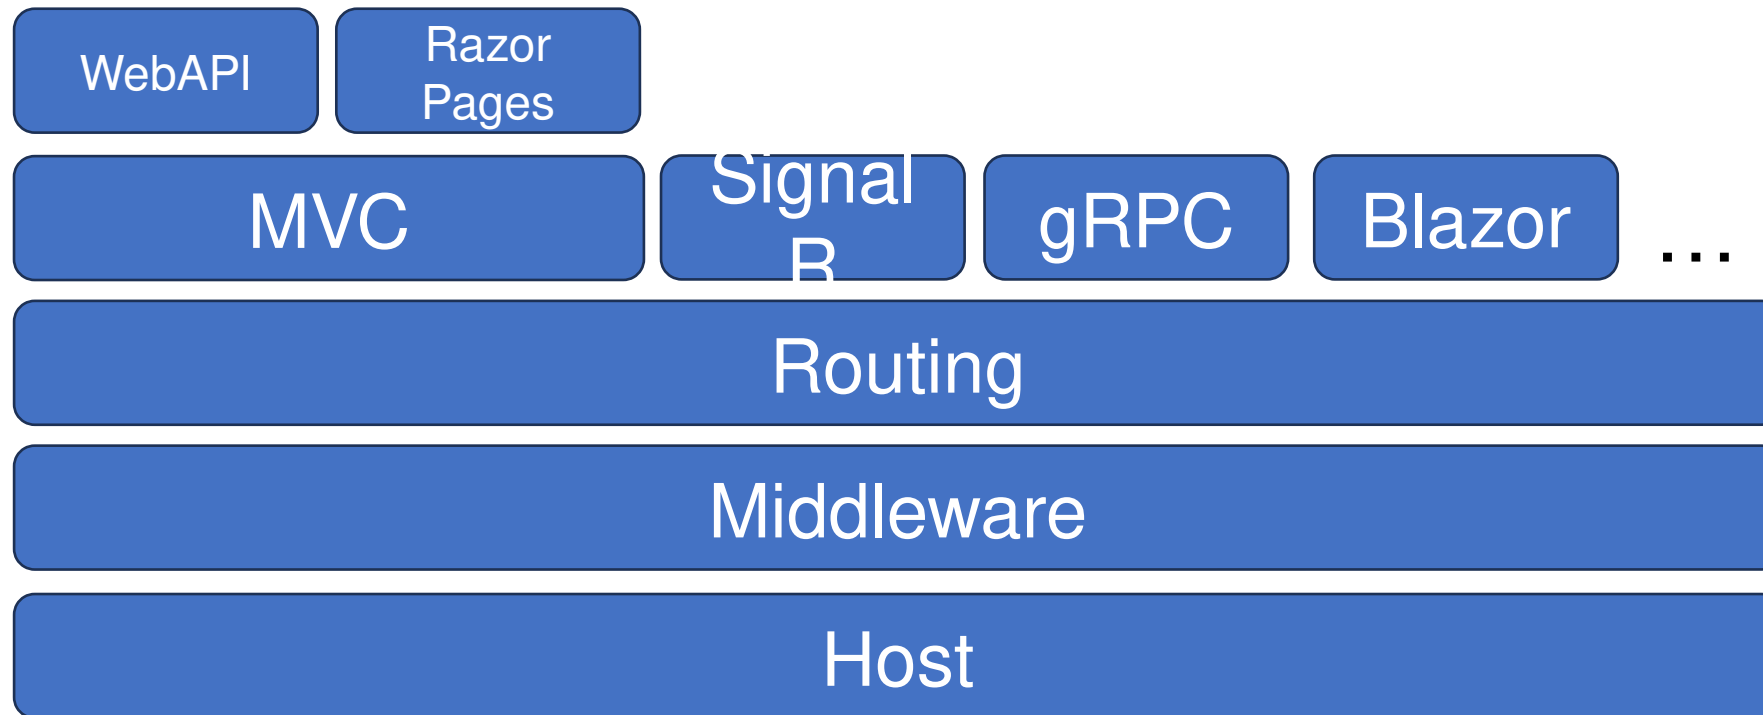 WebAPI
Razor
Pages
MVC
Signal
R
gRPC
Blazor
...
Routing
Middleware
Host